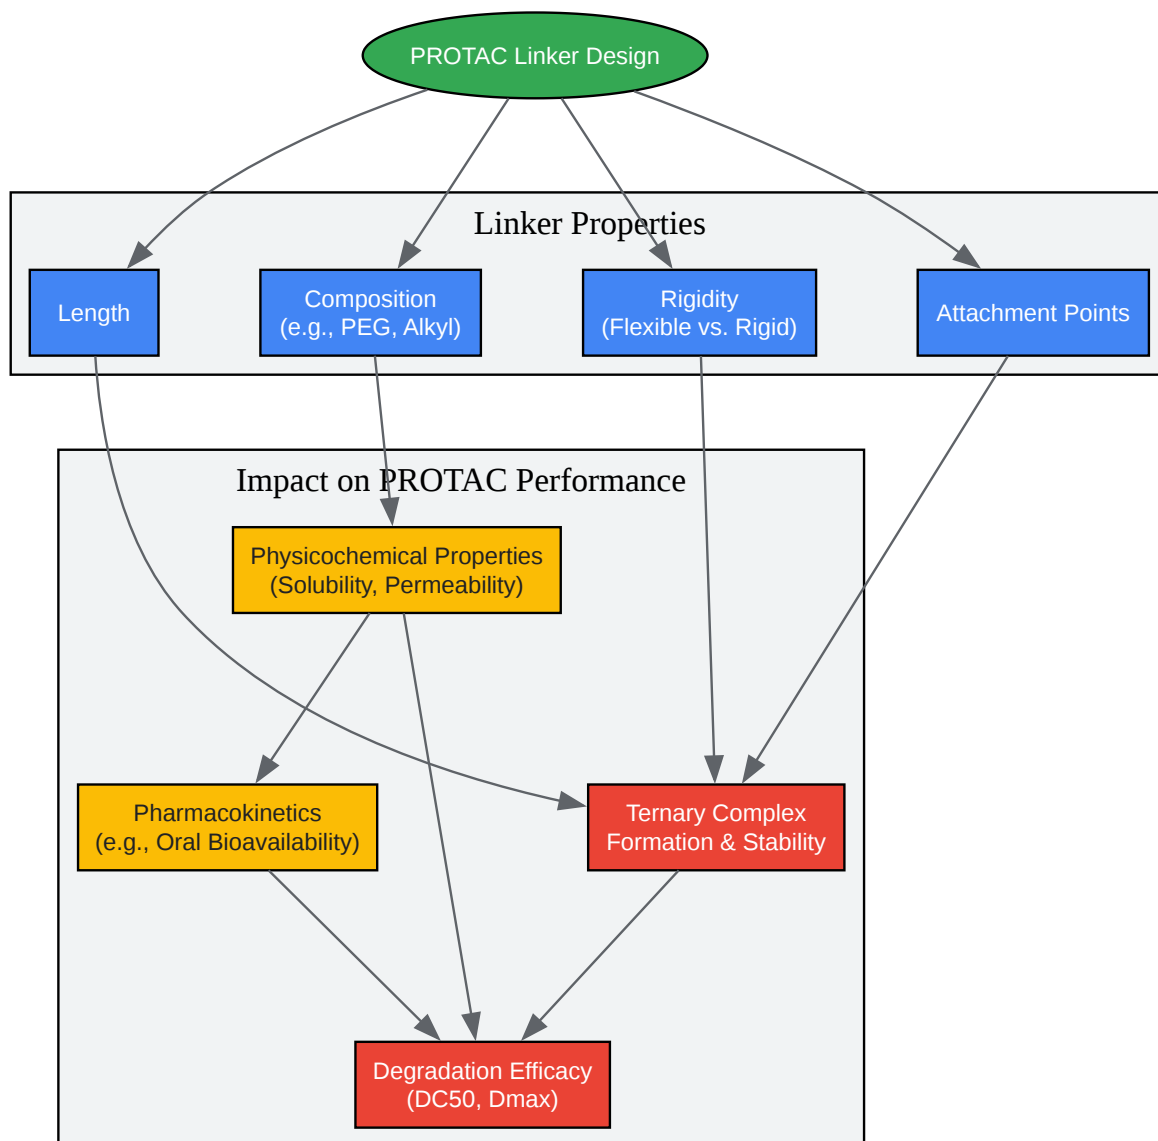 PROTAC Linker Design
Linker Properties
Length
Composition
(e.g., PEG, Alkyl)
Rigidity
(Flexible vs. Rigid)
Attachment Points
Impact on PROTAC Performance
Physicochemical Properties
(Solubility, Permeability)
Pharmacokinetics
(e.g., Oral Bioavailability)
Ternary Complex
Formation & Stability
Degradation Efficacy
(DC50, Dmax)